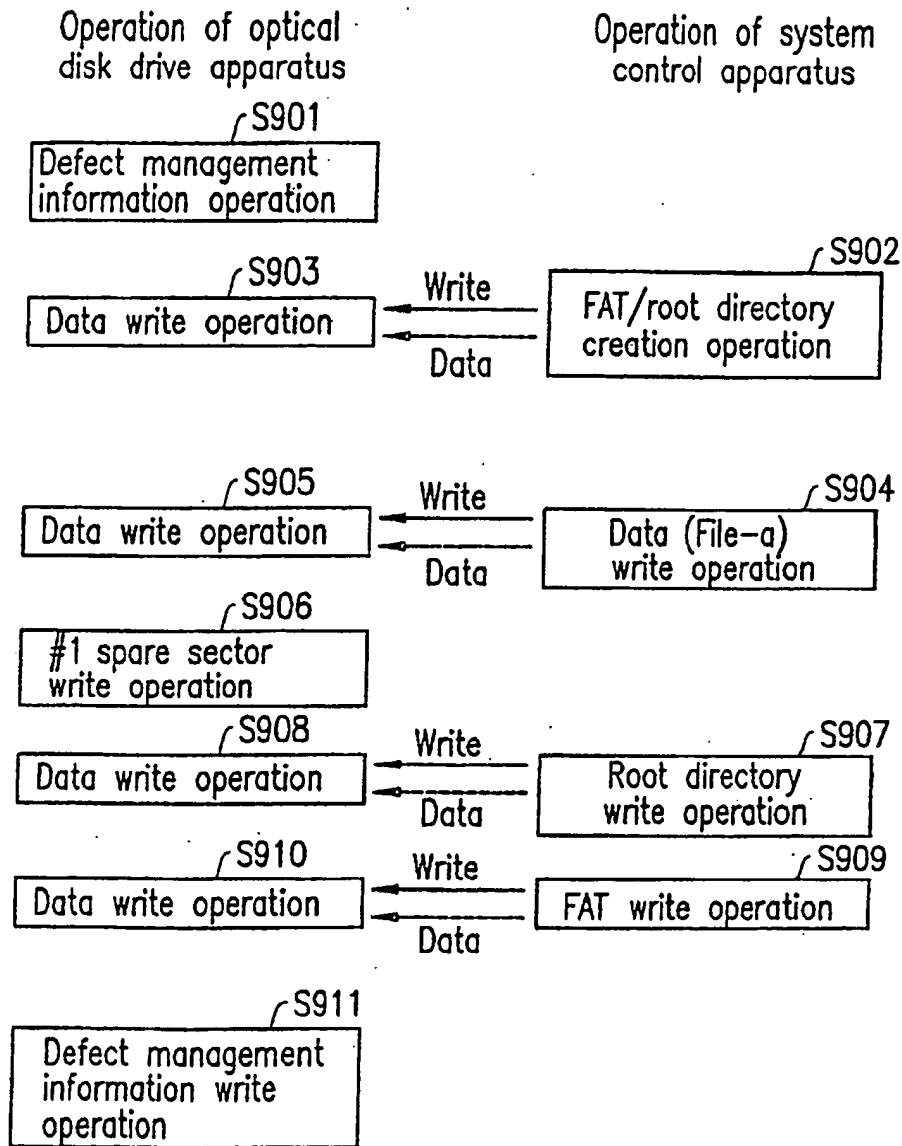 Operation of optical
disk drive apparatus
Operation of system
control apparatus
S901
Defect management
information operation
S902
FAT/root directory
creation operation
S903
Data write operation
Write
Data
S904
Data (File-a)
write operation
S905
Data write operation
Write
Data
S906
#1 spare sector
write operation
S907
Root directory
write operation
S908
Data write operation
Write
Data
S909
FAT write operation
S910
Data write operation
Write
Data
S911
Defect management
information write
operation